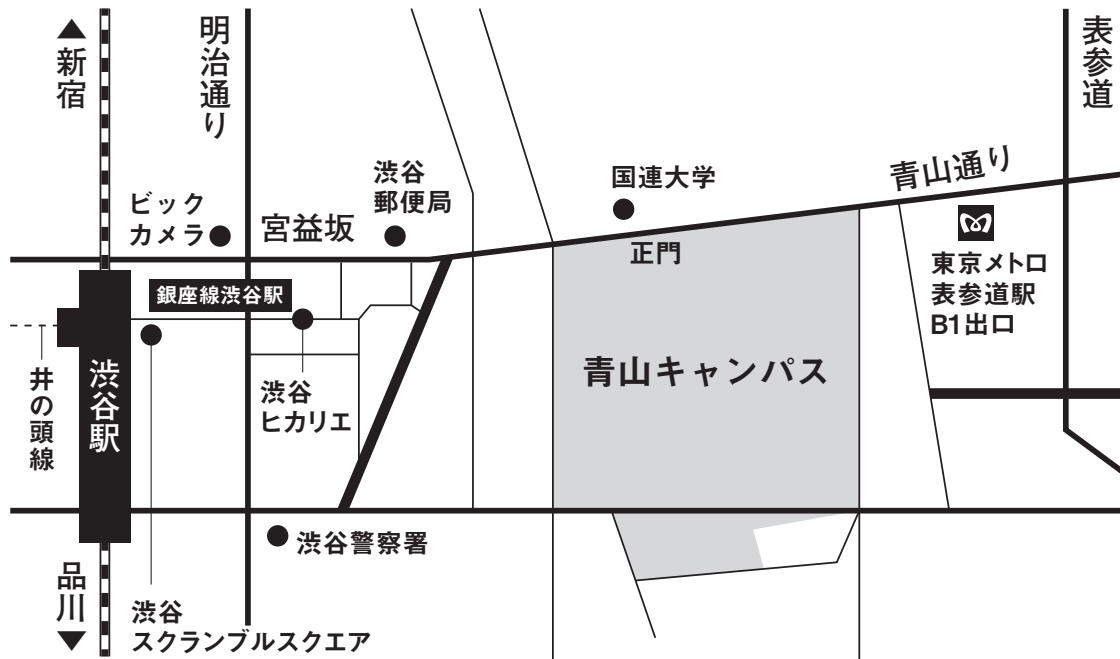 新宿
明治通り
表参道
ビック
カメラ
宮益坂
渋谷
郵便局
国連大学
青山通り
正門
東京メトロ
表参道駅
B1出口
銀座線渋谷駅
井の頭線
渋谷駅
渋谷
ヒカリエ
青山キャンパス
渋谷警察署
品川
渋谷
スクランブルスクエア